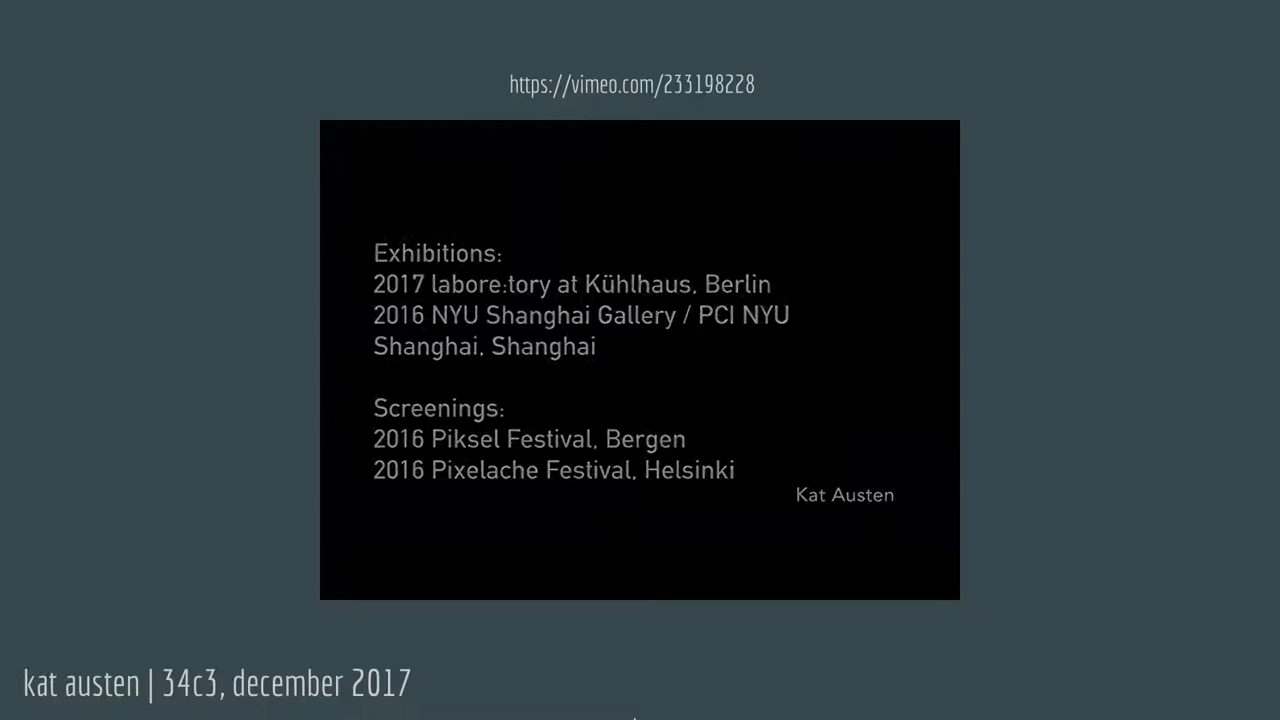 https://vimeo.com/233198228
Exhibitions:
2017 labore:tory at Kühlhaus, Berlin
2016 NYU Shanghai Gallery / PCI NYU
Shanghai, Shanghai
Screenings:
2016 Piksel Festival, Bergen
2016 Pixelache Festival, Helsinki
Kat Austen
kat austen | 34c3, december 2017